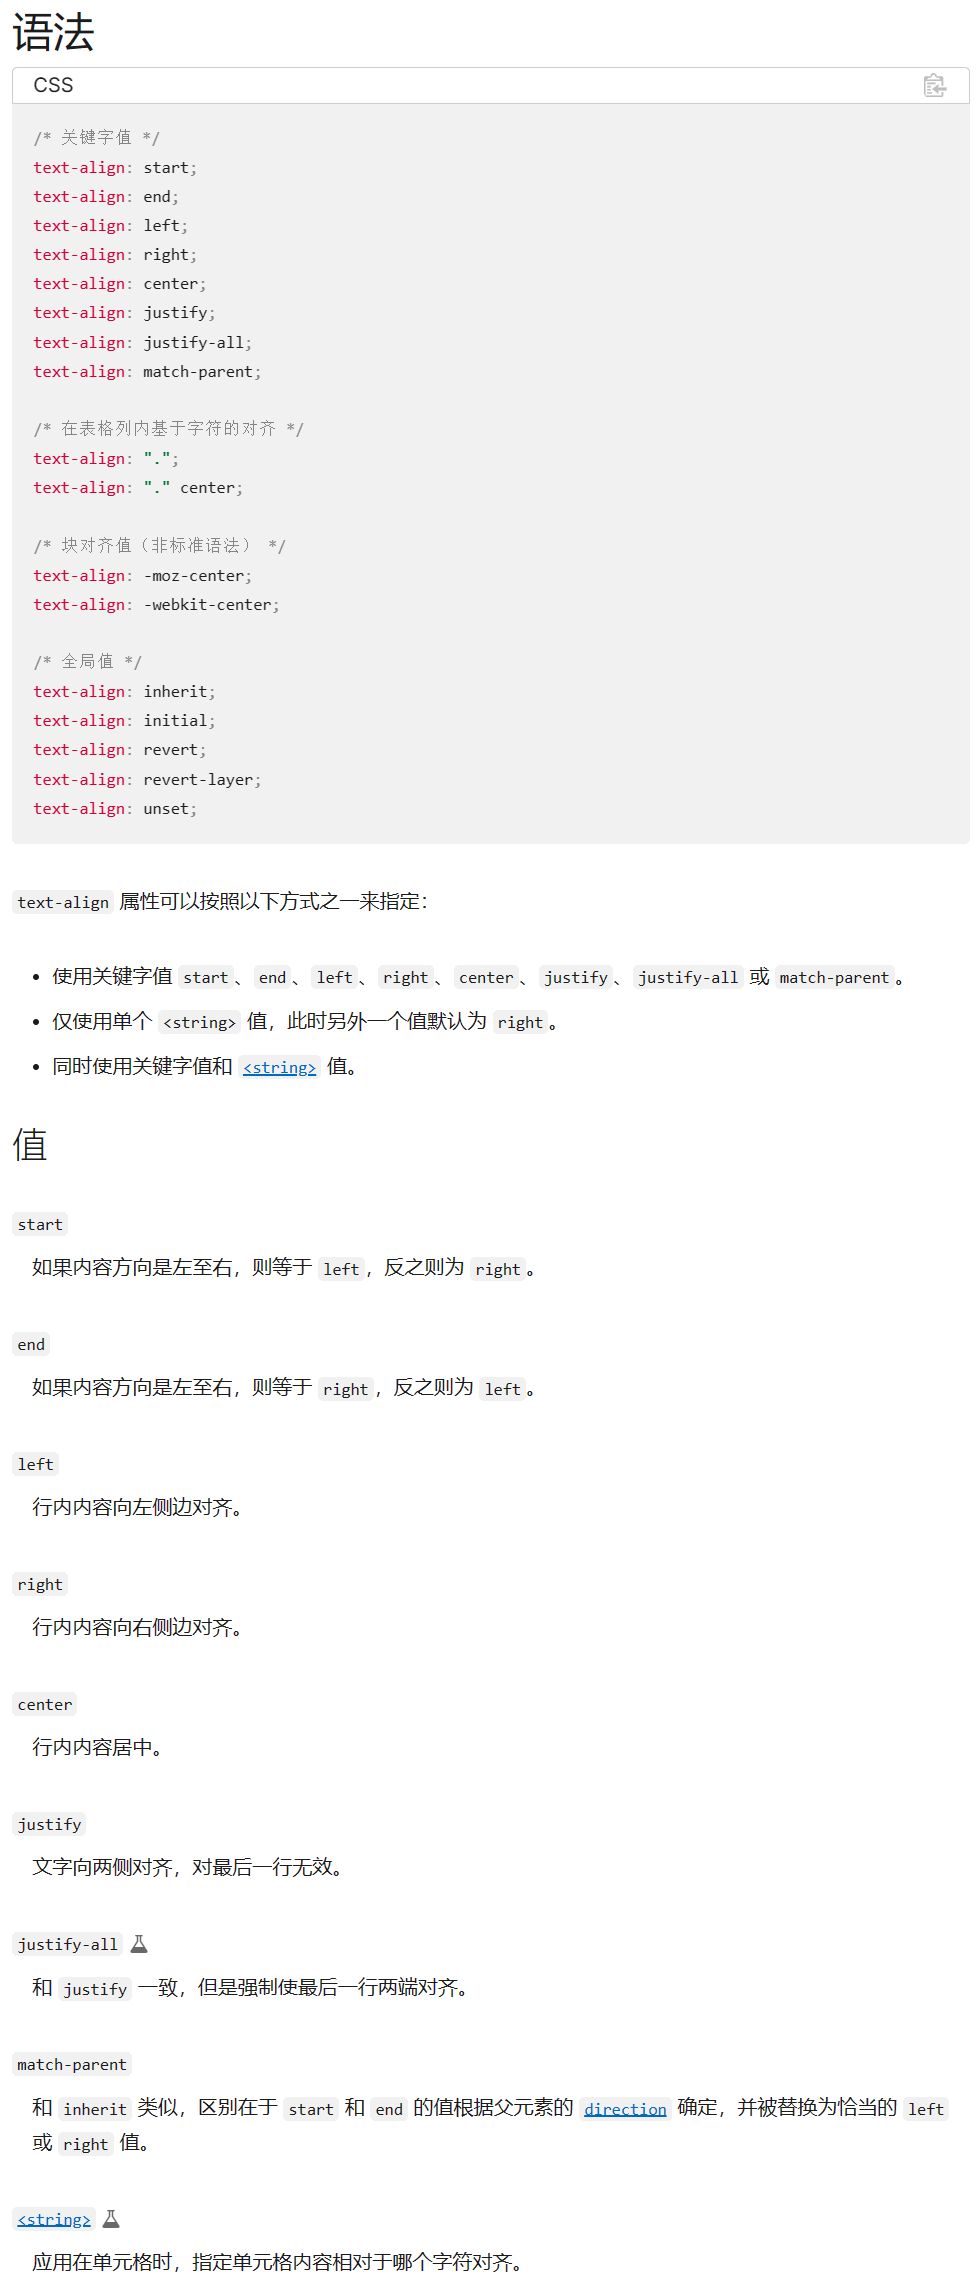 语法
CSS
/* 关键字值 */
text-align: start;
text-align: end;
text-align: left;
text-align: right;
text-align: center;
text-align: justify;
text-align: justify-all;
text-align: match-parent;
/* 在表格列内基于字符的对齐 */
text-align: ".";
text-align: "." center;
/* 块对齐值（非标准语法） */
text-align: -moz-center;
text-align: -webkit-center;
/* 全局值 */
text-align: inherit;
text-align: initial;
text-align: revert;
text-align: revert-layer;
text-align: unset;
text-align 属性可以按照以下方式之一来指定：
• 使用关键字值 start、end、left、right、center、justify、justify-all 或 match-parent。
• 仅使用单个 <string> 值，此时另外一个值默认为 right。
• 同时使用关键字值和 <string> 值。
值
start
如果内容方向是左至右，则等于 left，反之则为 right。
end
如果内容方向是左至右，则等于 right，反之则为 left。
left
行内内容向左侧边对齐。
right
行内内容向右侧边对齐。
center
行内内容居中。
justify
文字向两侧对齐，对最后一行无效。
justify-all
和 justify 一致，但是强制使最后一行两端对齐。
match-parent
和 inherit 类似，区别在于 start 和 end 的值根据父元素的 direction 确定，并被替换为恰当的 left
或 right 值。
<string>
应用在单元格时，指定单元格内容相对于哪个字符对齐。